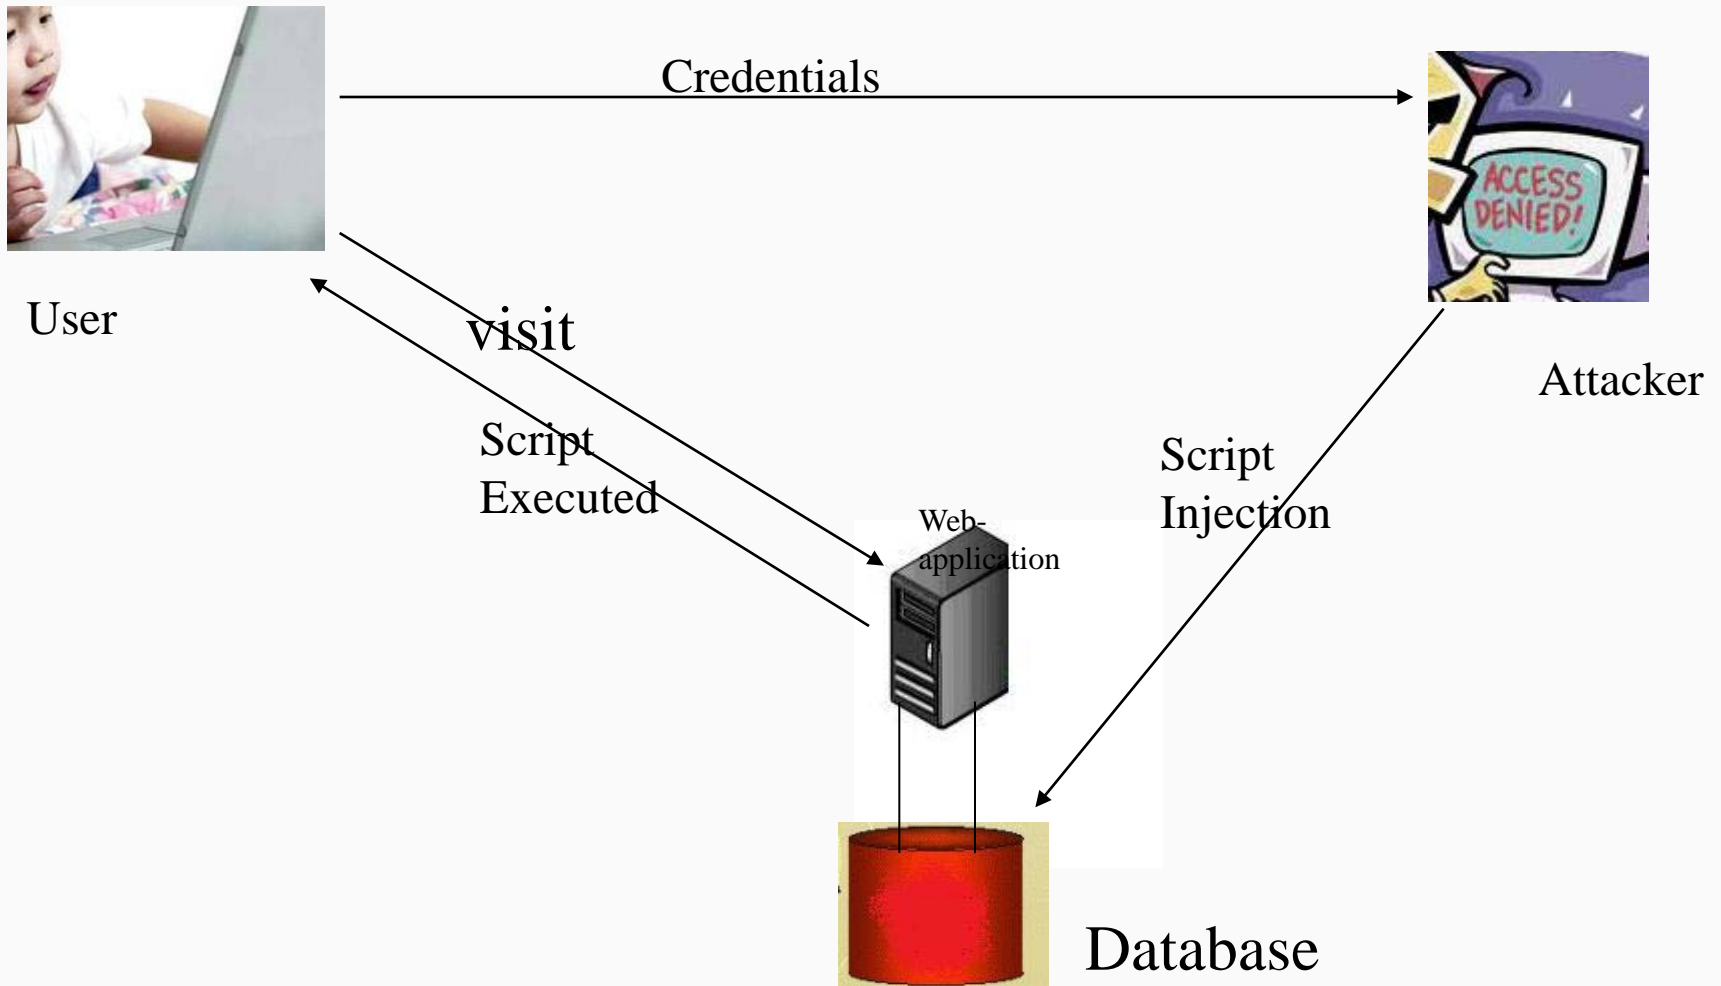 Credentials
ACCESS
DENIED!
User
visit
Attacker
Script
Executed
Script
Injection
Web-
application
Database